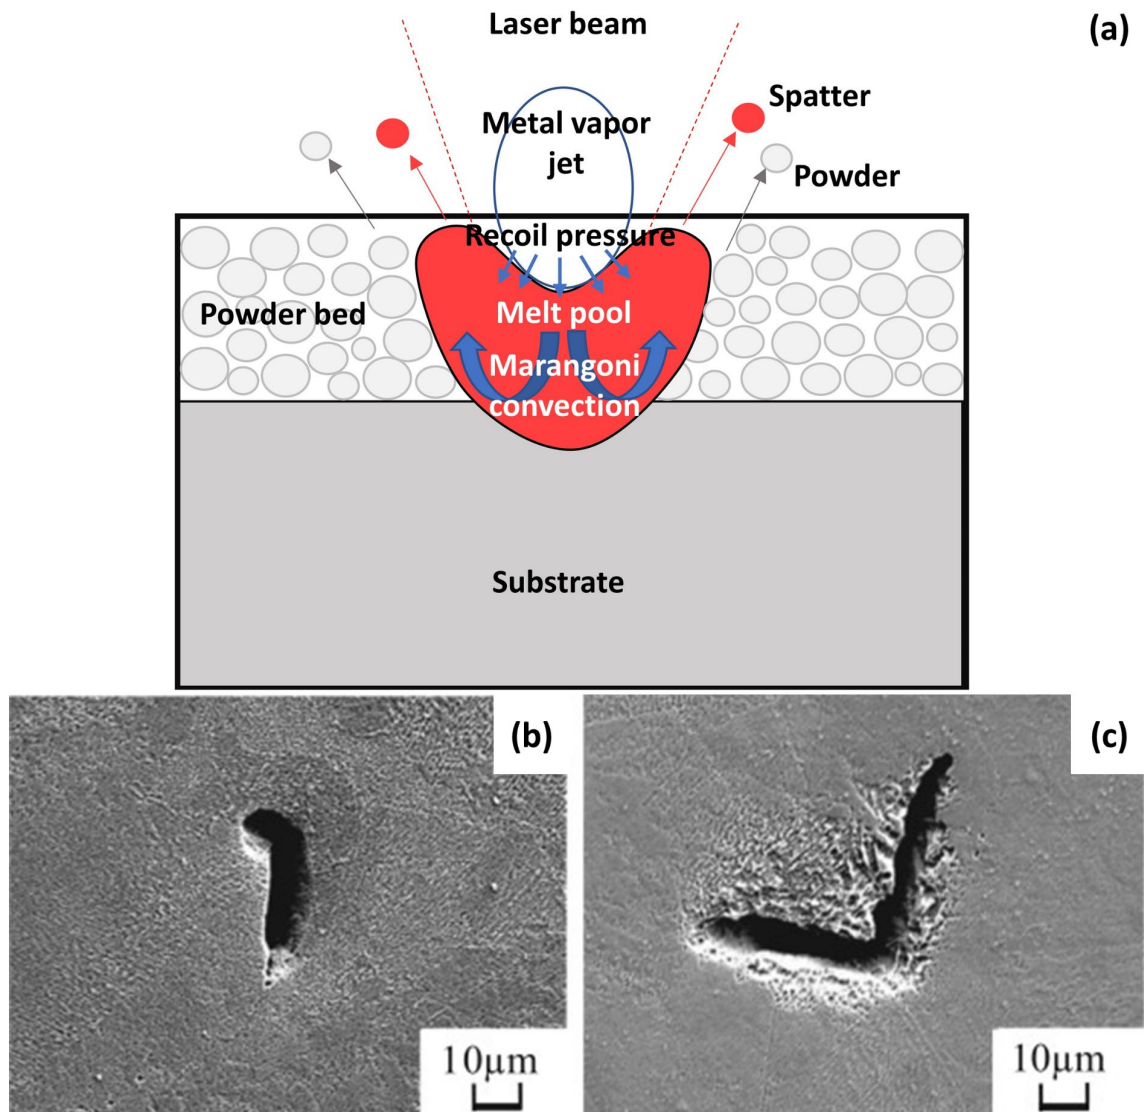 Laser beam
(a)
Metal vapor
jet
Spatter
Powder
Recoil pressure
Powder bed
Melt pool
Marangoni
convection
Substrate
(b)
(c)
10μm
10μm